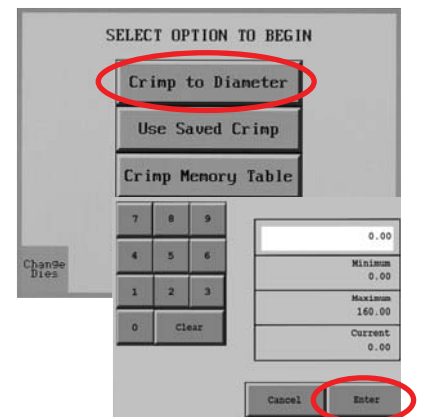 SELECT OPTION TO BEGIN
Crimp to Diameter
Use Saved Crimp
Crimp Memory Table
Change
Dies
7 8 9
4 5 6
1 2 3
0 Clear
0.00
Minimum
0.00
Maximum
160.00
Current
0.00
Cancel Enter